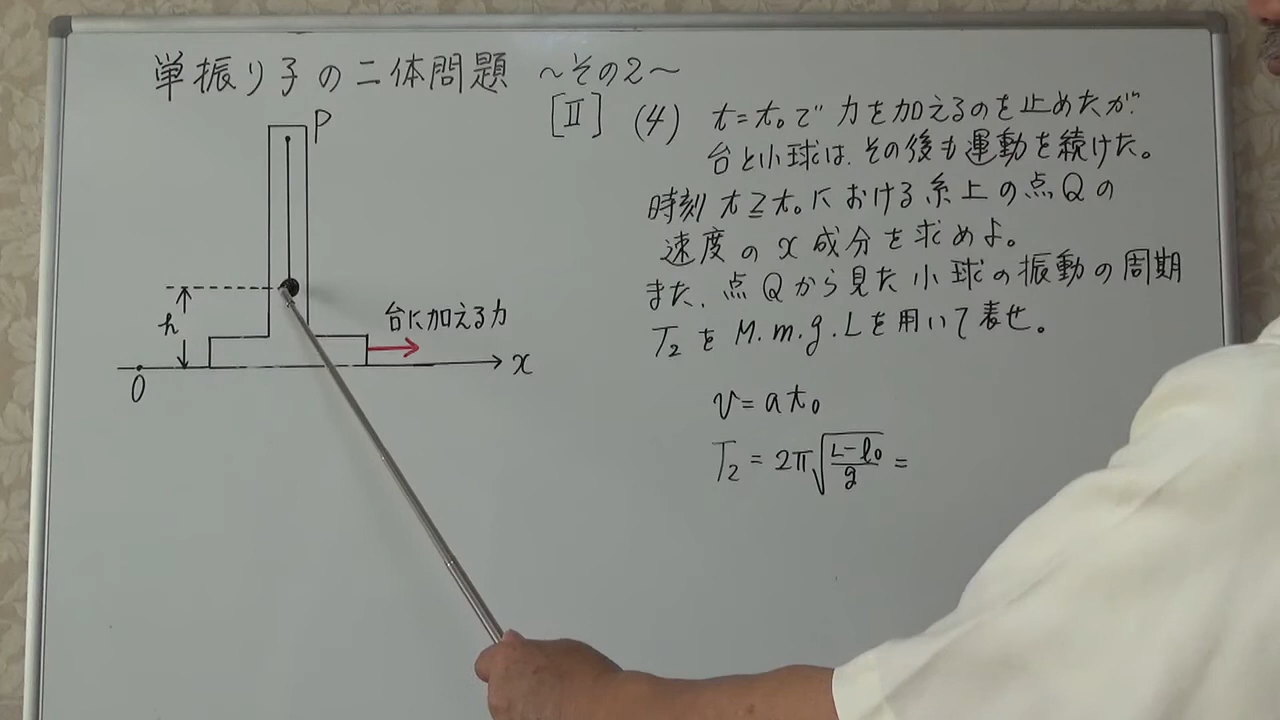 単振り子の二体問題 ～その2～
[II] (4) t=t₀で力を加えるのを止めたが、
台と小球は、その後も運動を続けた。
時刻 t≧t₀における糸上の点Qの
速度のx成分を求めよ。
また、点Qから見た小球の振動の周期
T₂をM.m.g.Lを用いて表せ。
P
h
台に加える力
O
x
v=at₀
T₂=2π√((L-l₀)/g)=